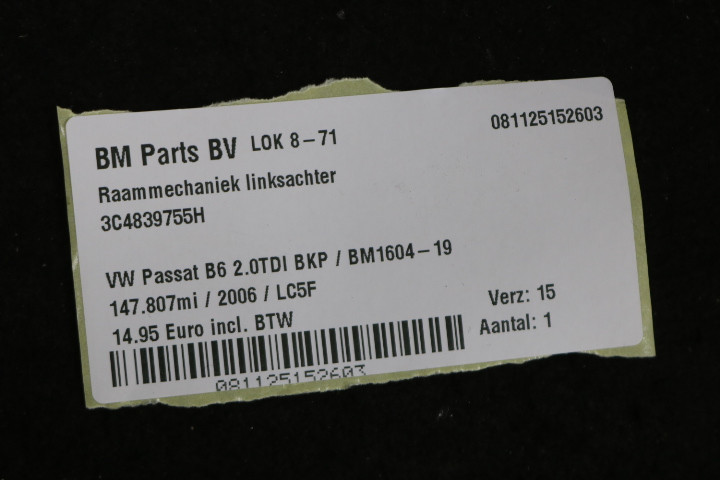 BM Parts BV LOK 8-71
081125152603
Raammechaniek linksachter
3C4839755H
VW Passat B6 2.0TDI BKP / BM1604-19
147.807mi / 2006 / LC5F
Verz: 15
14.95 Euro incl. BTW
Aantal: 1
081125152603